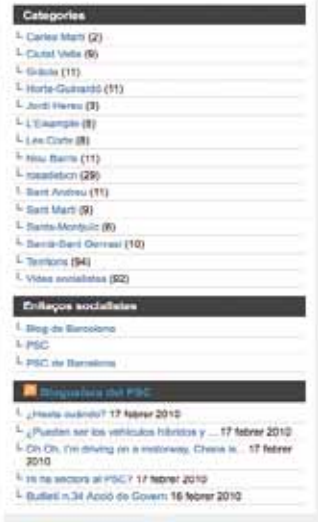 Categories
Carles Martí (2)
Ciutat Vella (9)
Gràcia (11)
Horta-Guinardó (11)
Jordi Hereu (3)
L'Eixample (8)
Les Corts (8)
Nou Barris (11)
rosadebcn (29)
Sant Andreu (11)
Sant Martí (9)
Sants-Montjuïc (6)
Sarrià-Sant Gervasi (10)
Territoris (94)
Vídeos socialistes (92)
Enllaços socialistes
Blog de Barcelona
PSC
PSC de Barcelona
Blogosfera del PSC
¿Hasta cuándo? 17 febrer 2010
¿Pueden ser los vehículos híbridos y ... 17 febrer 2010
Oh Oh, I'm driving on a motorway, Chana is... 17 febrer
2010
Hi ha sectors al PSC? 17 febrer 2010
Butlletí n.34 Acció de Govern 16 febrer 2010